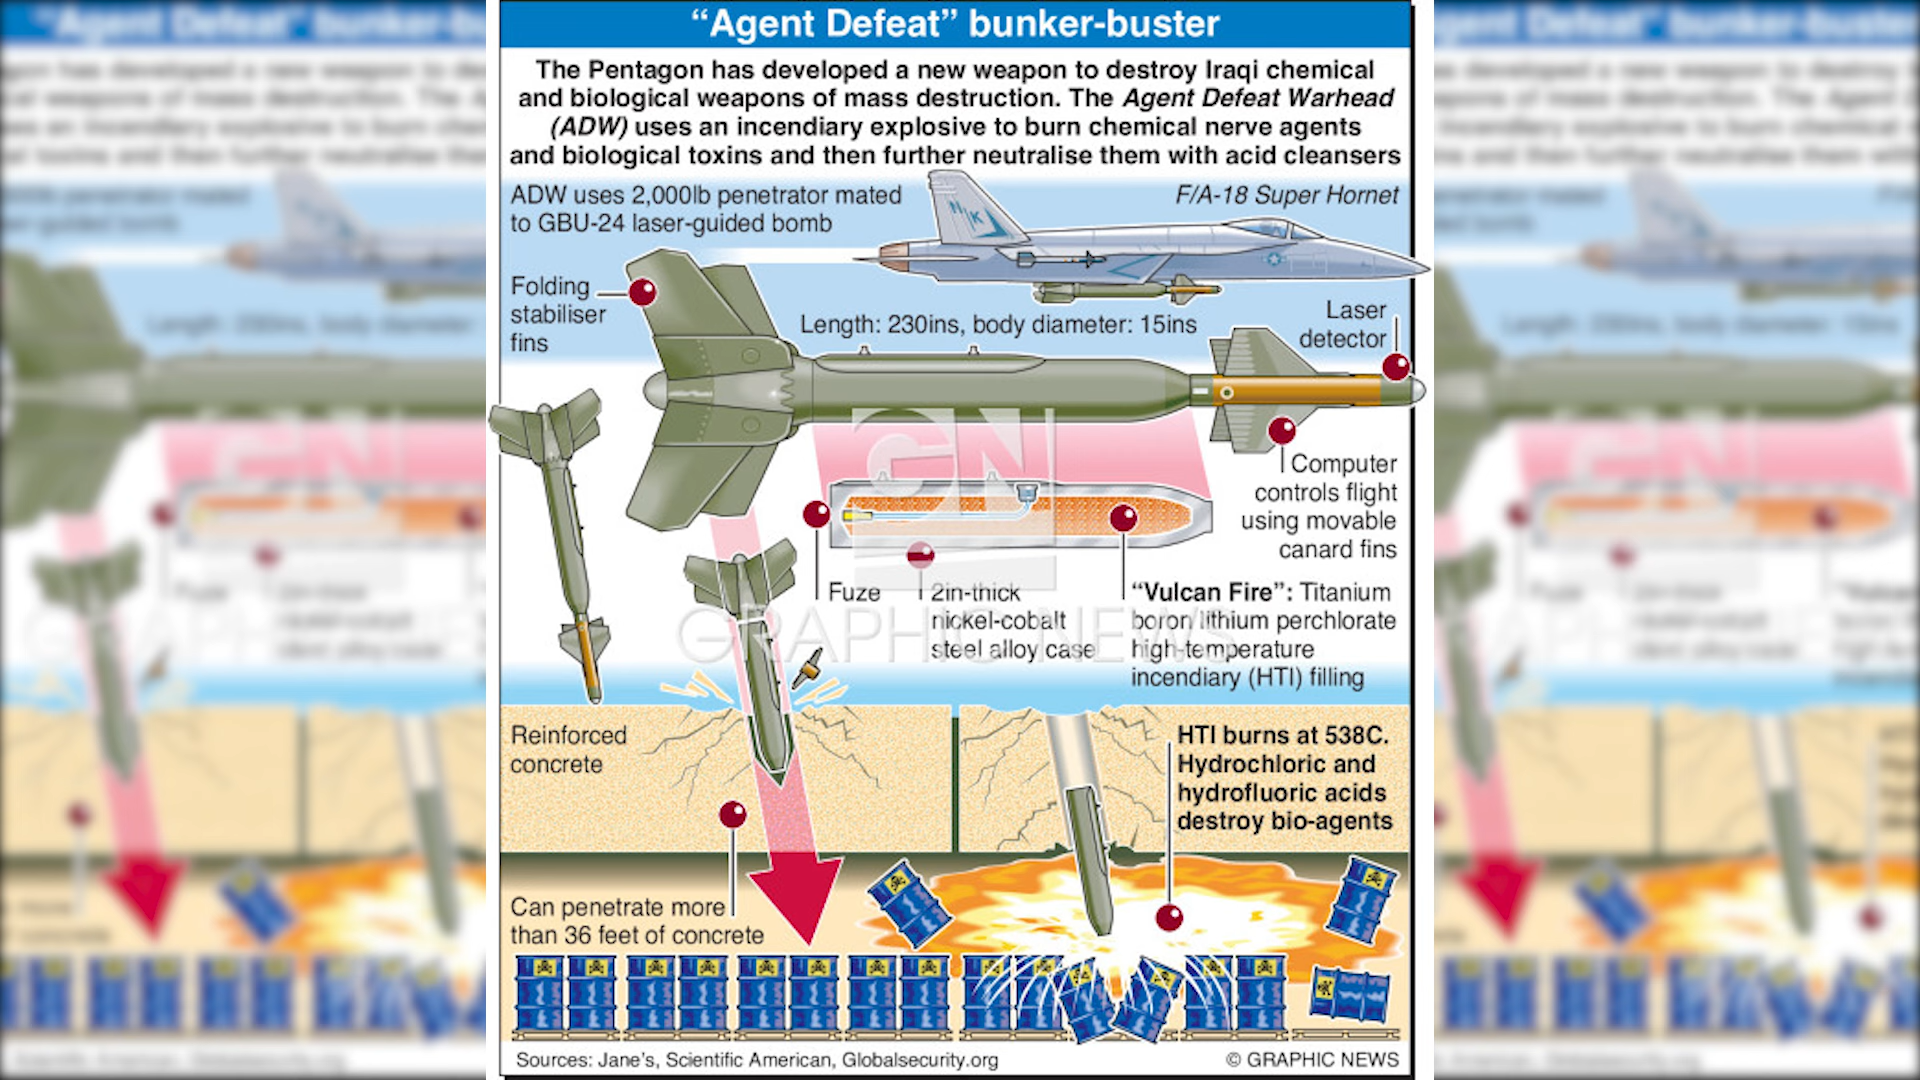 “Agent Defeat” bunker-buster
The Pentagon has developed a new weapon to destroy Iraqi chemical
and biological weapons of mass destruction. The Agent Defeat Warhead
(ADW) uses an incendiary explosive to burn chemical nerve agents
and biological toxins and then further neutralise them with acid cleansers
ADW uses 2,000lb penetrator mated
to GBU-24 laser-guided bomb
F/A-18 Super Hornet
NK
Folding
stabiliser
fins
Length: 230ins, body diameter: 15ins
Laser
detector
Computer
controls flight
using movable
canard fins
GN
GRAPHIC NEWS
Fuze
2in-thick
nickel-cobalt
steel alloy case
“Vulcan Fire”: Titanium
boron lithium perchlorate
high-temperature
incendiary (HTI) filling
Reinforced
concrete
HTI burns at 538C.
Hydrochloric and
hydrofluoric acids
destroy bio-agents
Can penetrate more
than 36 feet of concrete
Sources: Jane’s, Scientific American, Globalsecurity.org
© GRAPHIC NEWS